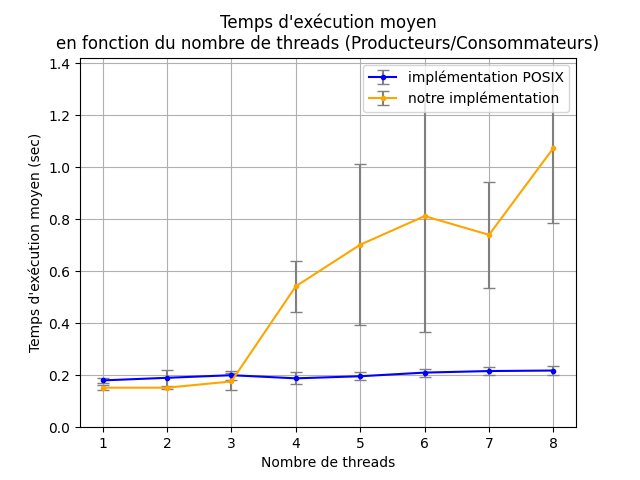 Temps d'exécution moyen
en fonction du nombre de threads (Producteurs/Consommateurs)
implémentation POSIX
notre implémentation
Temps d'exécution moyen (sec)
1.4
1.2
1.0
0.8
0.6
0.4
0.2
0.0
1 2 3 4 5 6 7 8
Nombre de threads